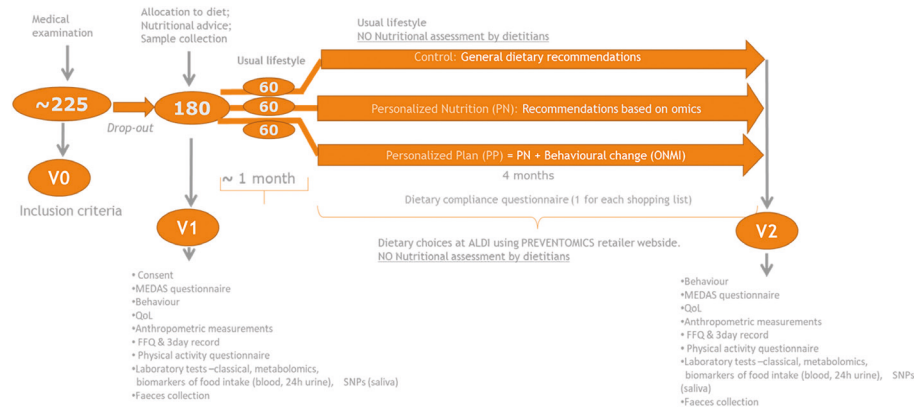 Medical
examination
Allocation to diet;
Nutritional advice;
Sample collection
Usual lifestyle
Usual lifestyle
NO Nutritional assessment by dietitians
Control: General dietary recommendations
~225
Drop-out
180
60
60
60
Personalized Nutrition (PN): Recommendations based on omics
Personalized Plan (PP) = PN + Behavioural change (ONMI)
V0
Inclusion criteria
~ 1 month
4 months
Dietary compliance questionnaire (1 for each shopping list)
V1
V2
Dietary choices at ALDI using PREVENTOMICS retailer webside.
NO Nutritional assessment by dietitians
•Consent
•MEDAS questionnaire
•Behaviour
•QoL
•Anthropometric measurements
• FFQ & 3day record
• Physical activity questionnaire
•Laboratory tests –classical, metabolomics,
biomarkers of food intake (blood, 24h urine), SNPs (saliva)
•Faeces collection
•Behaviour
•MEDAS questionnaire
•QoL
•Anthropometric measurements
• FFQ & 3day record
• Physical activity questionnaire
•Laboratory tests –classical, metabolomics,
biomarkers of food intake (blood, 24h urine), SNPs
(saliva)
•Faeces collection